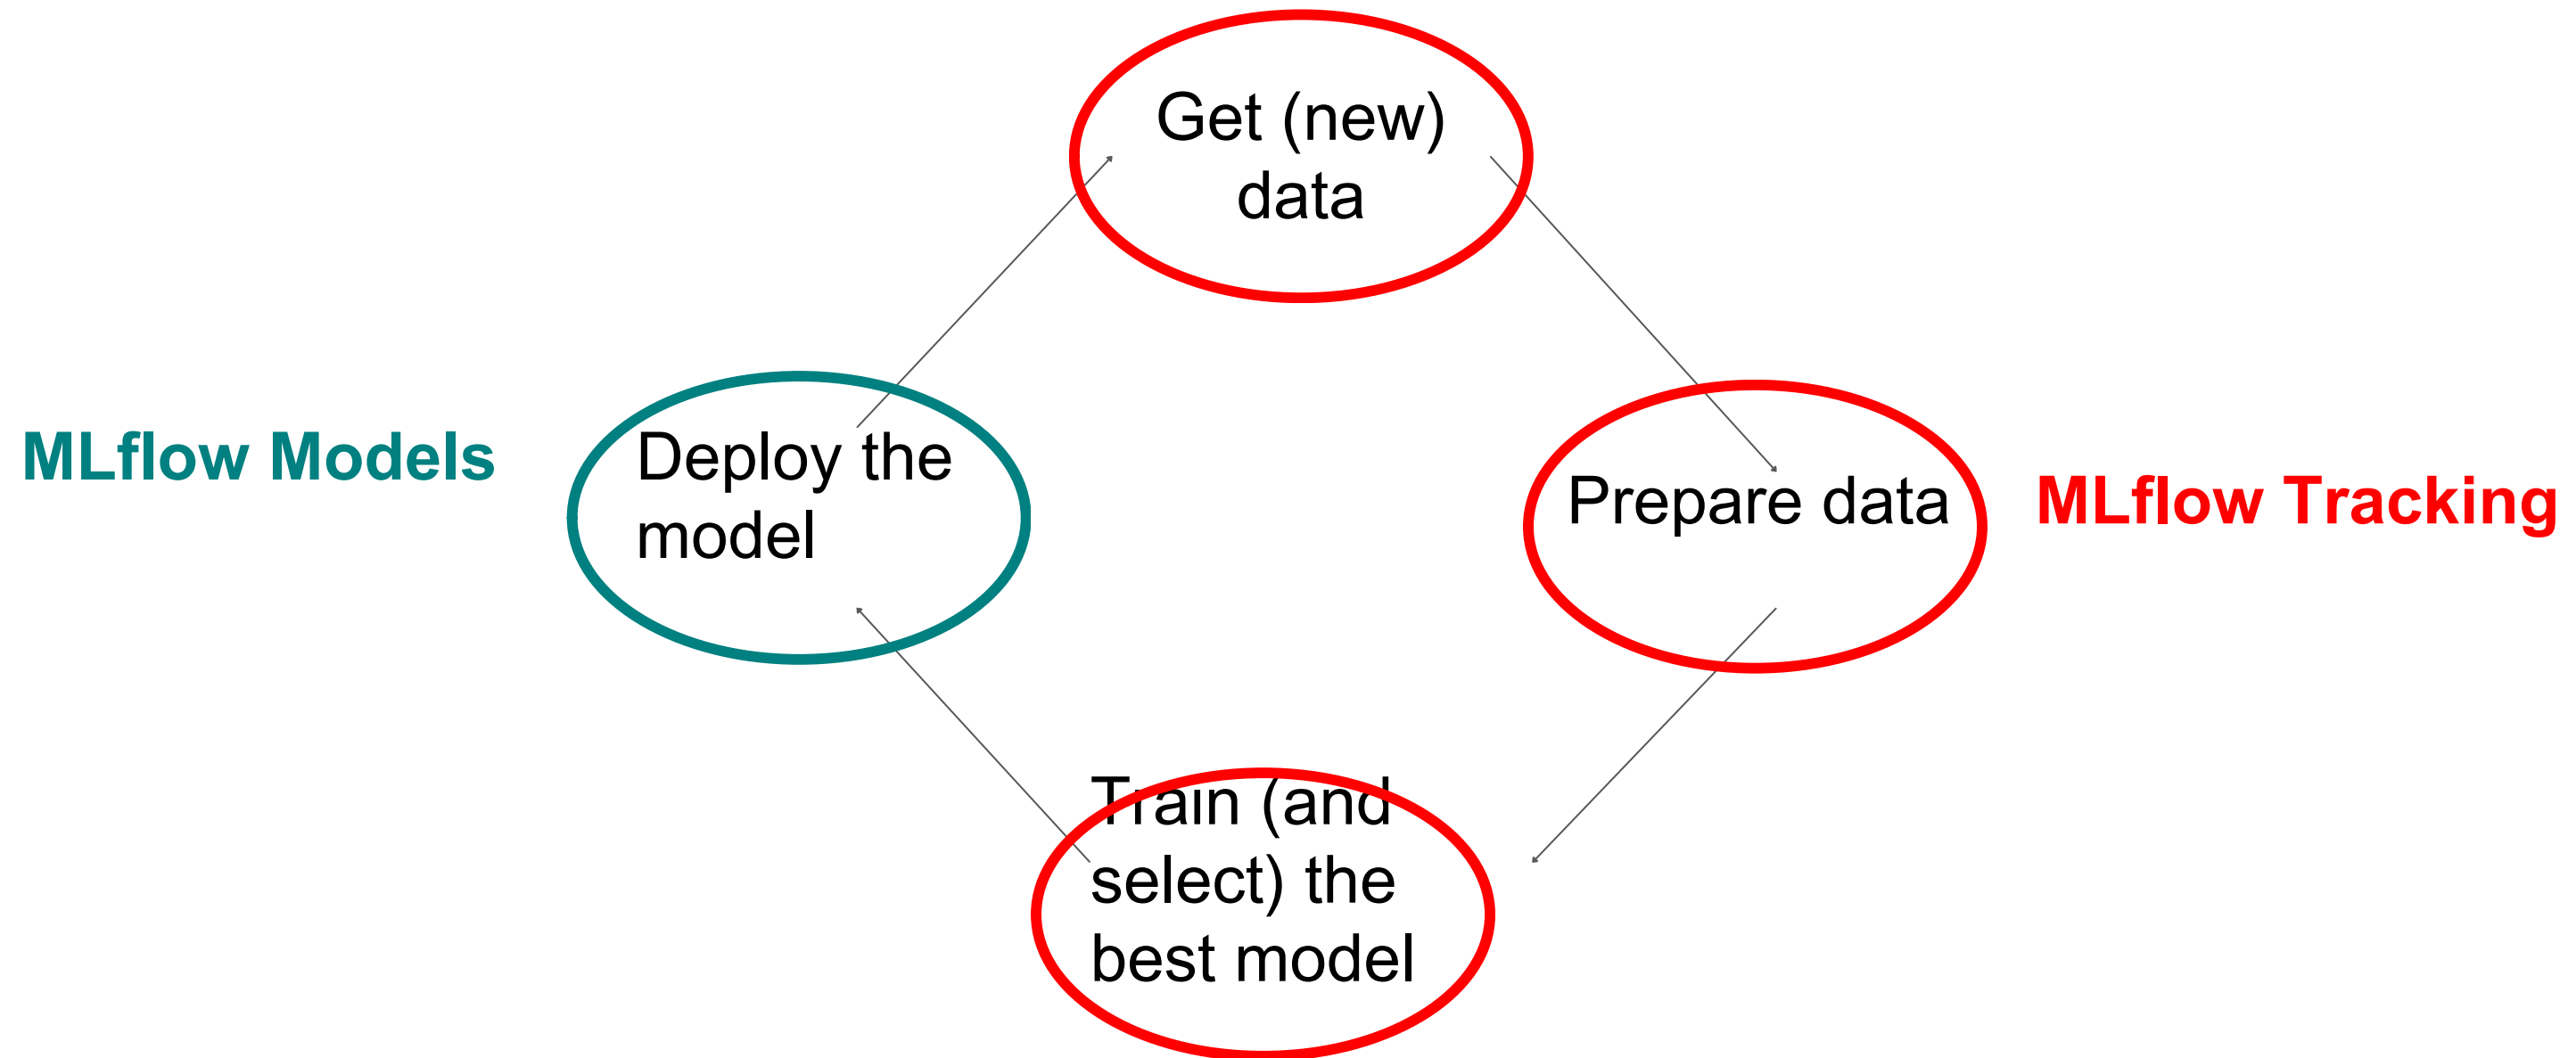 Get (new)
data
MLflow Models
Deploy the
model
Prepare data
MLflow Tracking
Train (and
select) the
best model